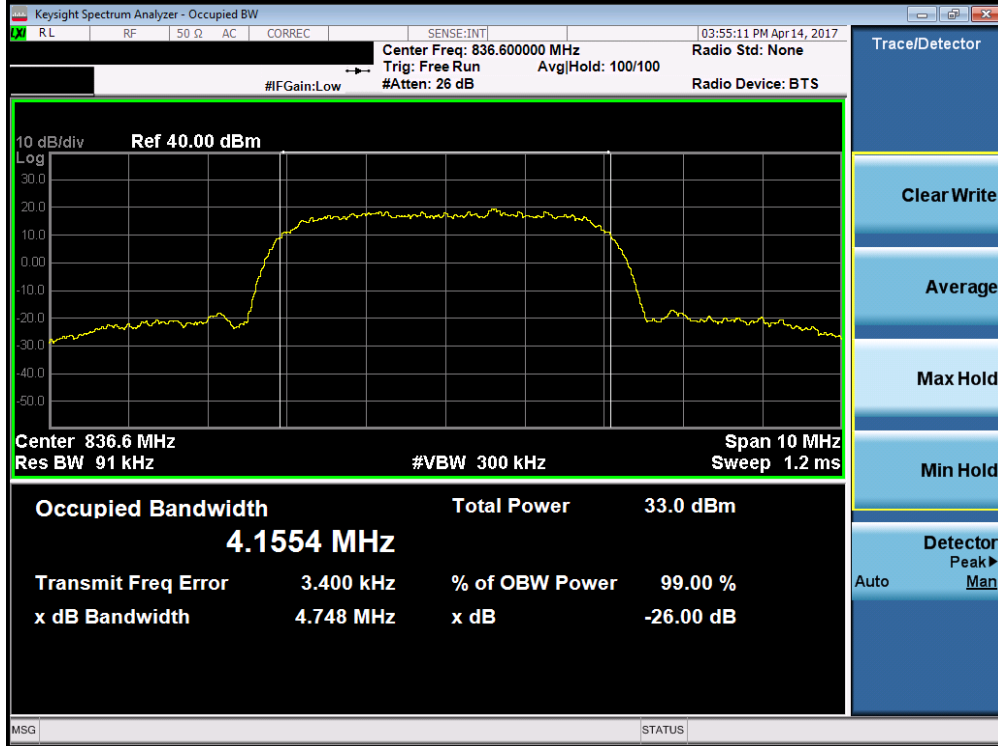 Keysight Spectrum Analyzer - Occupied BW
LXI RL RF 50 Ω AC CORREC SENSE:INT 03:55:11 PM Apr 14, 2017
Center Freq: 836.600000 MHz Radio Std: None
Trig: Free Run Avg|Hold: 100/100
#IFGain:Low #Atten: 26 dB Radio Device: BTS
10 dB/div Ref 40.00 dBm
Log
30.0
20.0
10.0
0.00
-10.0
-20.0
-30.0
-40.0
-50.0
Center 836.6 MHz Span 10 MHz
Res BW 91 kHz #VBW 300 kHz Sweep 1.2 ms
Occupied Bandwidth Total Power 33.0 dBm
4.1554 MHz
Transmit Freq Error 3.400 kHz % of OBW Power 99.00 %
x dB Bandwidth 4.748 MHz x dB -26.00 dB
MSG STATUS
Trace/Detector
Clear Write
Average
Max Hold
Min Hold
Detector
Peak▶
Auto Man